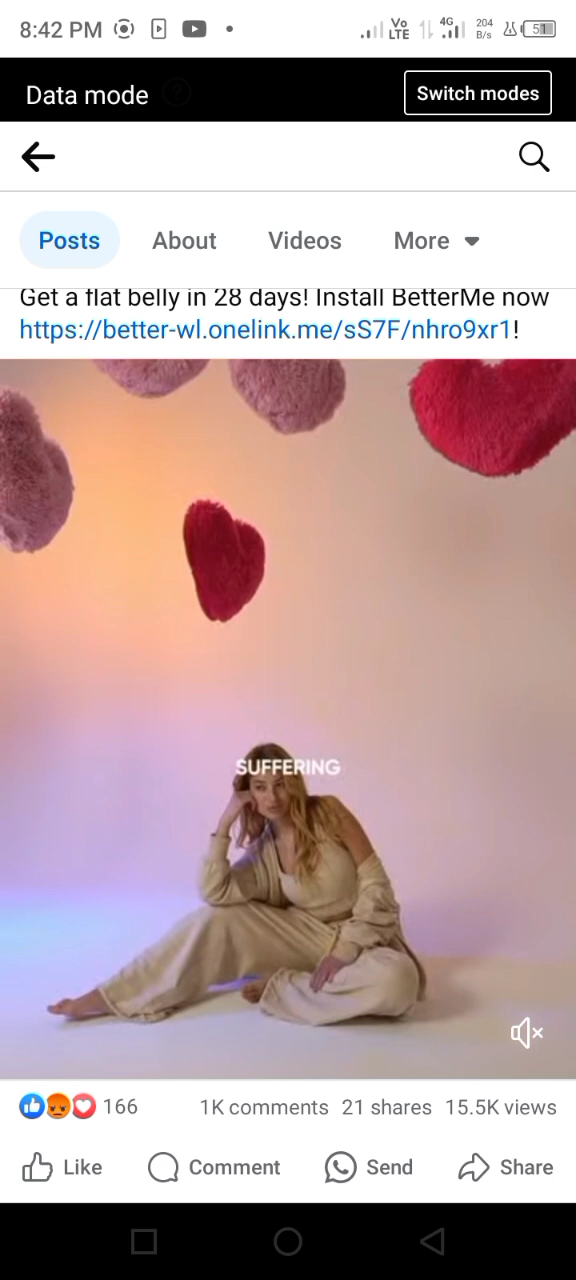 8:42 PM
Vo LTE 4G 204 B/s 51
Data mode
Switch modes
Posts About Videos More
Get a flat belly in 28 days! Install BetterMe now
https://better-wl.onelink.me/sS7F/nhro9xr1!
SUFFERING
166 1K comments 21 shares 15.5K views
Like Comment Send Share